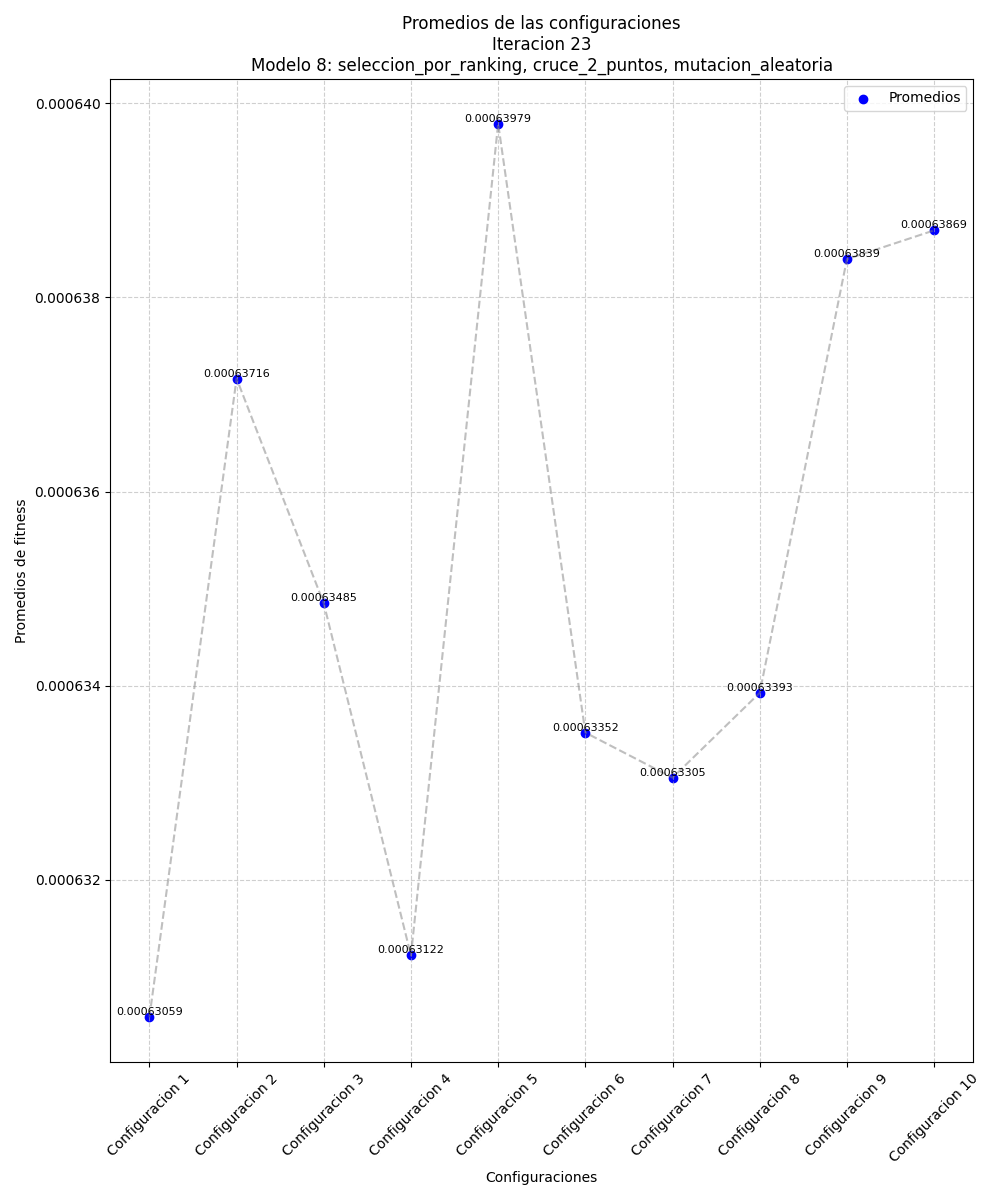 Promedios de las configuraciones
Iteracion 23
Modelo 8: seleccion_por_ranking, cruce_2_puntos, mutacion_aleatoria
Promedios
0.000640
0.000638
0.000636
0.000634
0.000632
Promedios de fitness
0.00063059
0.00063716
0.00063485
0.00063122
0.00063979
0.00063352
0.00063305
0.00063393
0.00063839
0.00063869
Configuracion 1
Configuracion 2
Configuracion 3
Configuracion 4
Configuracion 5
Configuracion 6
Configuracion 7
Configuracion 8
Configuracion 9
Configuracion 10
Configuraciones